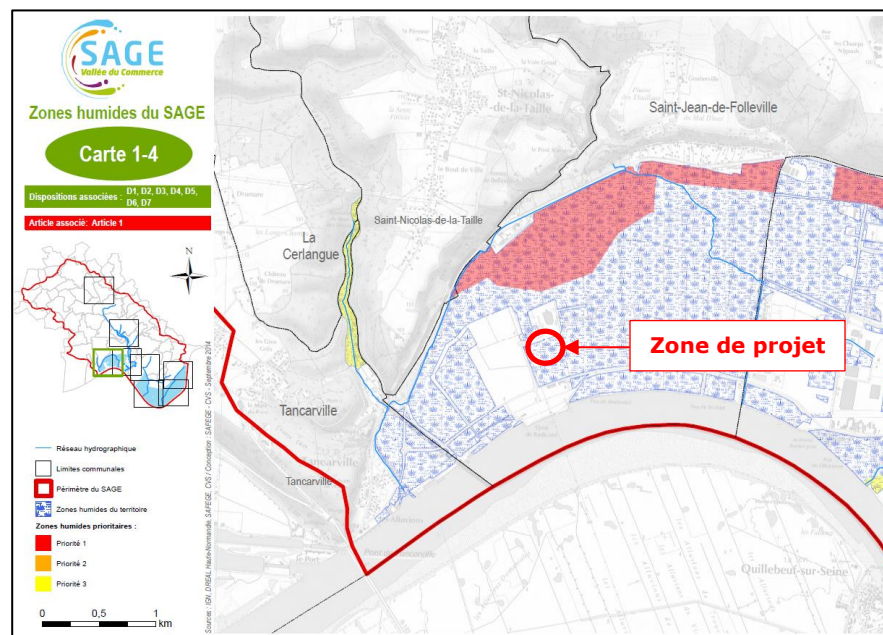 SAGE
Vallée du Commerce
Zones humides du SAGE
Carte 1-4
Dispositions associées : D1, D2, D3, D4, D5,
D6, D7
Article associé: Article 1
N
Réseau hydrographique
Limites communales
Périmètre du SAGE
Zones humides du territoire
Zones humides prioritaires :
Priorité 1
Priorité 2
Priorité 3
0 0,5 1
km
Sources : IGN, DREAL Haute-Normandie, SAFEGE, CVS / Conception : SAFEGE - CVS - Septembre 2014
St-Nicolas-
de-la-Taille
Saint-Jean-de-Folleville
Saint-Nicolas-de-la-Taille
La
Cerlangue
Zone de projet
Tancarville
Tancarville
Tancarville
Quillebeuf-sur-Seine